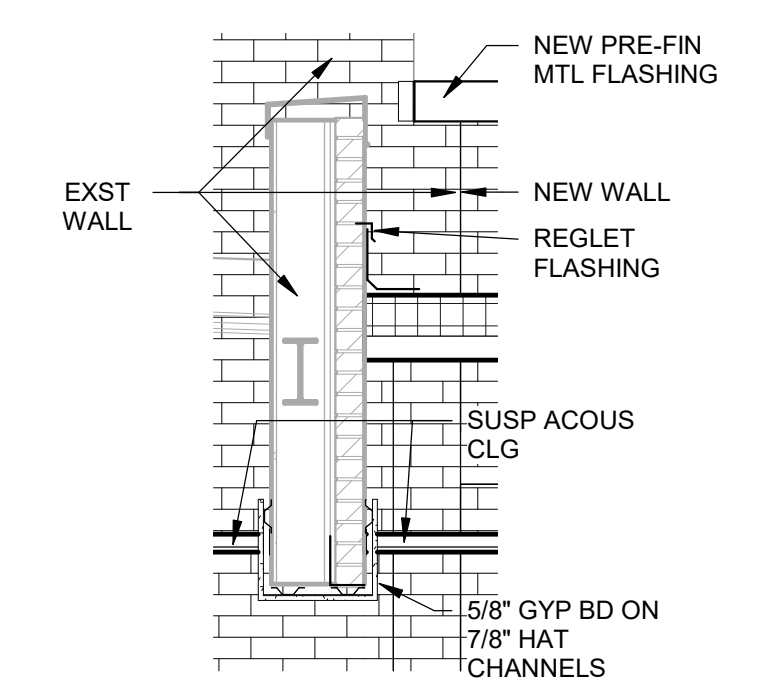 NEW PRE-FIN
MTL FLASHING
EXST
WALL
NEW WALL
REGLET
FLASHING
SUSP ACOUS
CLG
5/8" GYP BD ON
7/8" HAT
CHANNELS